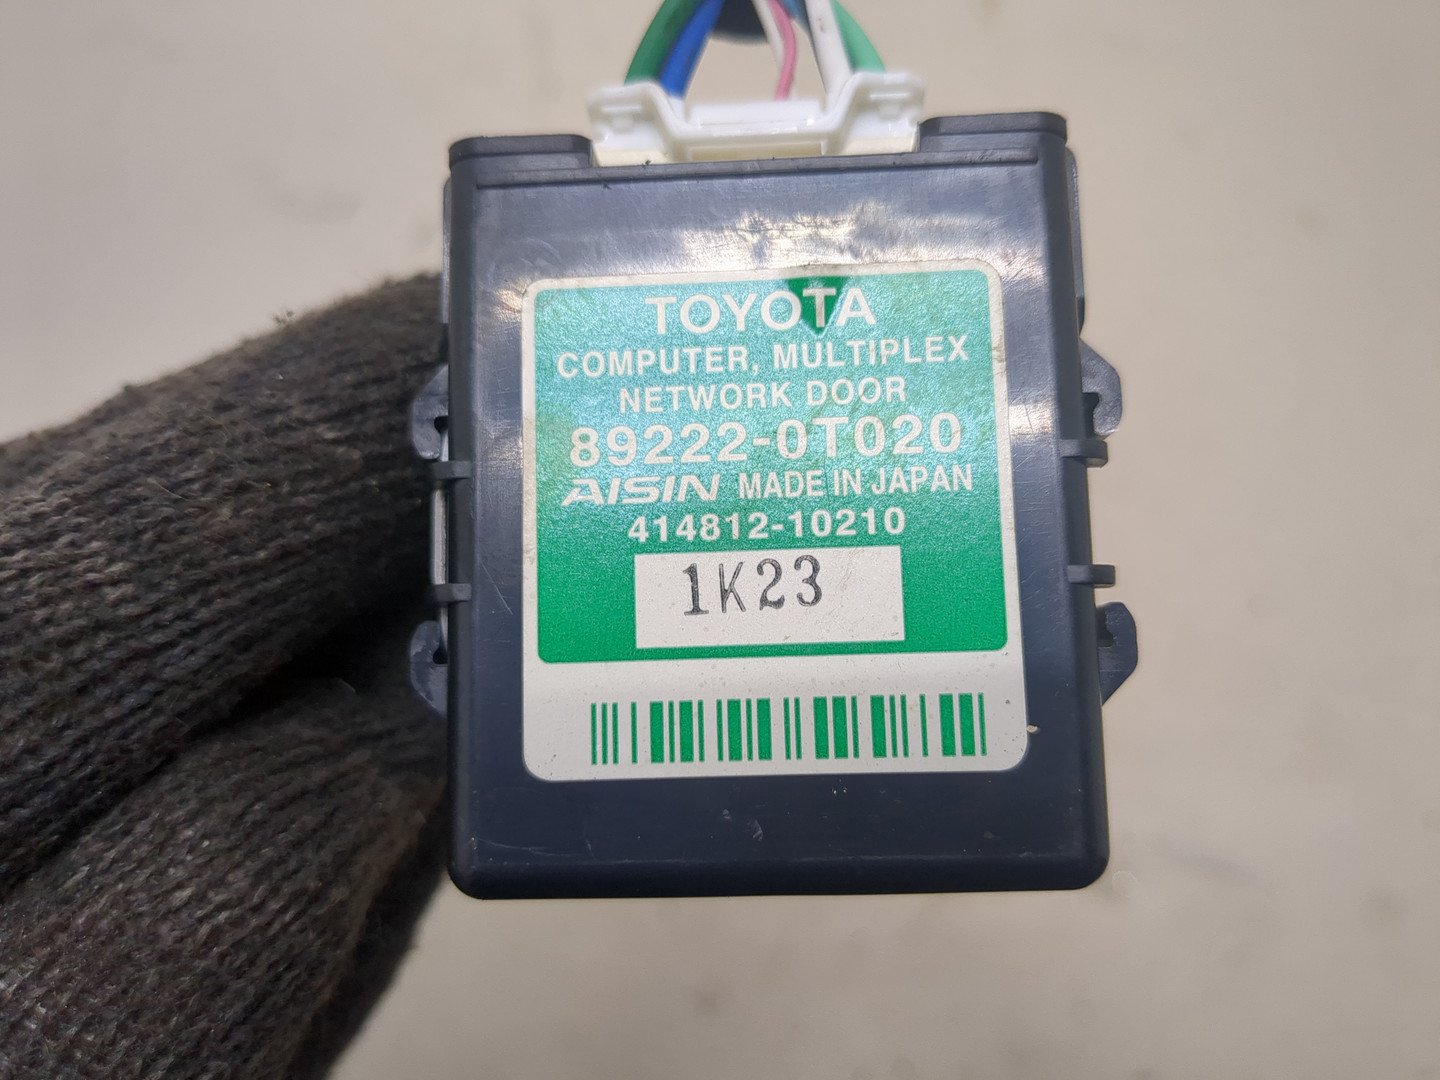 TOYOTA
COMPUTER, MULTIPLEX
NETWORK DOOR
89222-0T020
AISIN MADE IN JAPAN
414812-10210
1K23